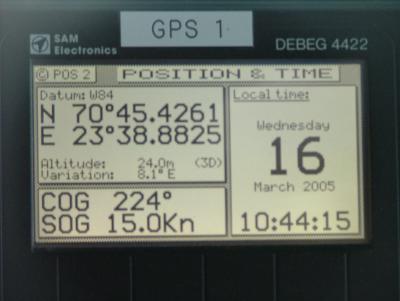 GPS 1
SAM
Electronics
DEBEG 4422
© POS 2
POSITION & TIME
Datum: W84
N 70°45.4261
E 23°38.8825
Altitude: 24.0m (3D)
Variation: 8.1° E
COG 224°
SOG 15.0Kn
Local time:
Wednesday
16
March 2005
10:44:15